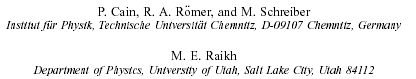 P. Cain, R. A. Römer, and M. Schreiber
Institut für Physik, Technische Universität Chemnitz, D-09107 Chemnitz, Germany
M. E. Raikh
Department of Physics, University of Utah, Salt Lake City, Utah 84112